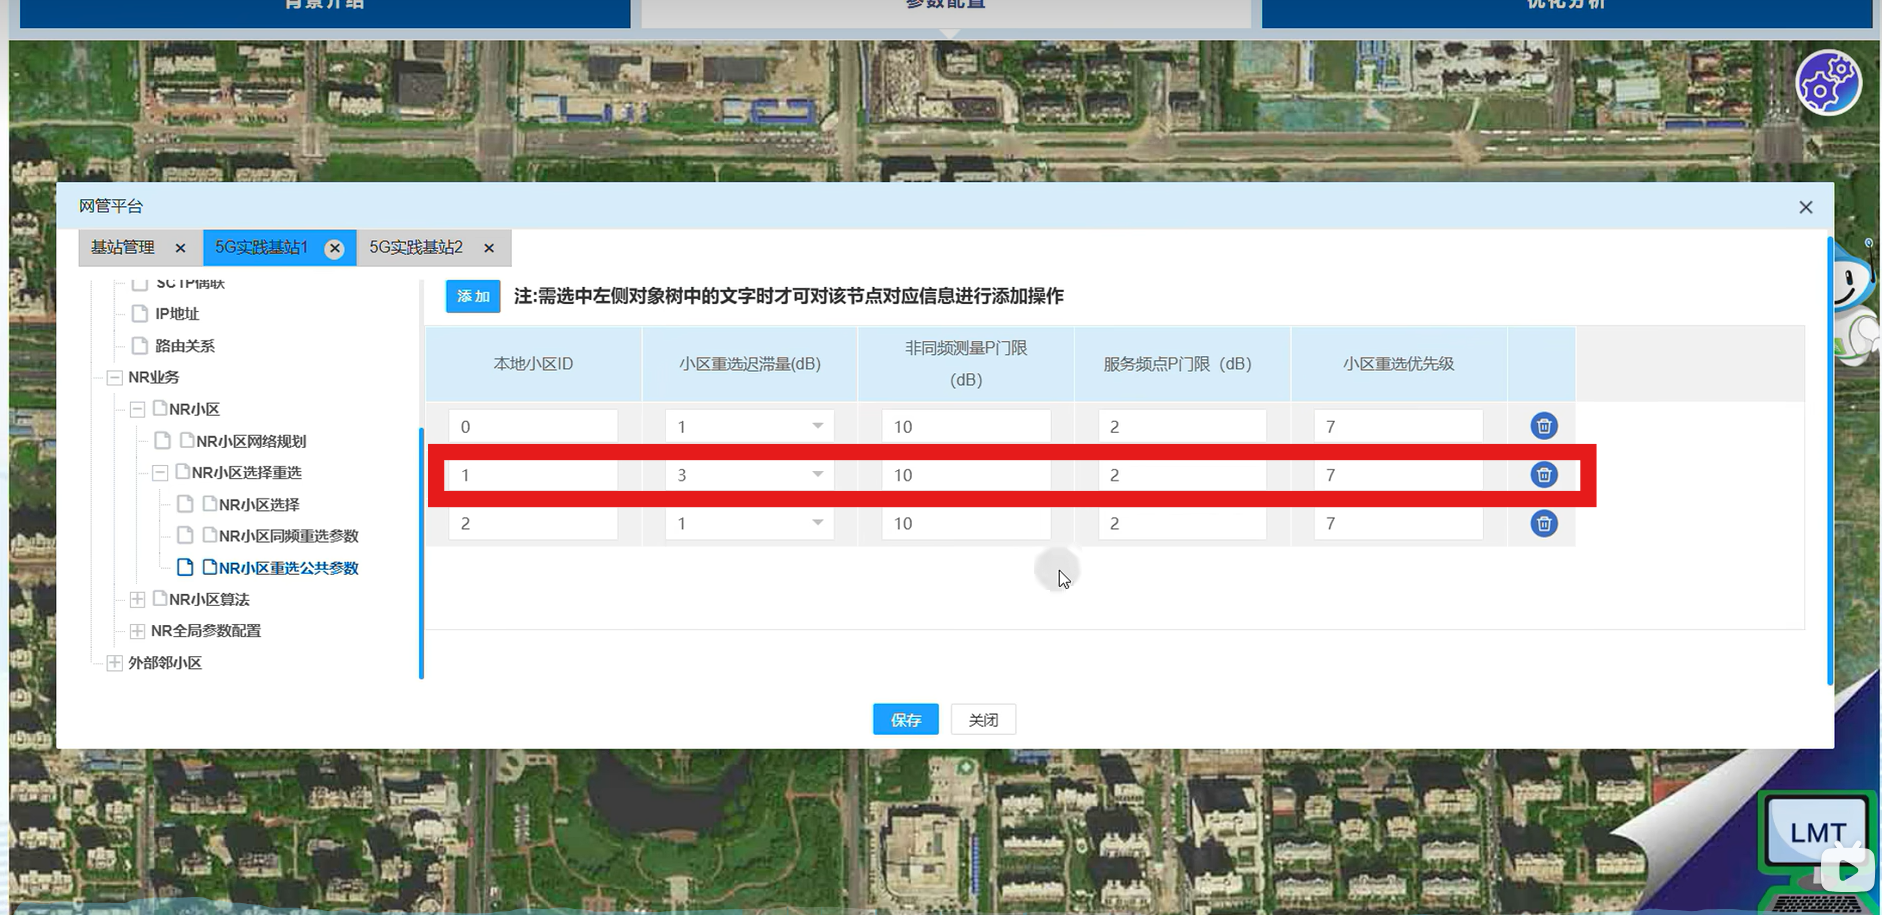 背景介绍
参数配置
优化分析
网管平台
基站管理 5G实践基站1 5G实践基站2
SCTP偶联
IP地址
路由关系
NR业务
NR小区
NR小区网络规划
NR小区选择重选
NR小区选择
NR小区同频重选参数
NR小区重选公共参数
NR小区算法
NR全局参数配置
外部邻小区
添加 注:需选中左侧对象树中的文字时才可对该节点对应信息进行添加操作
本地小区ID 小区重选迟滞量(dB) 非同频测量P门限(dB) 服务频点P门限（dB) 小区重选优先级
0 1 10 2 7
1 3 10 2 7
2 1 10 2 7
保存 关闭
LMT